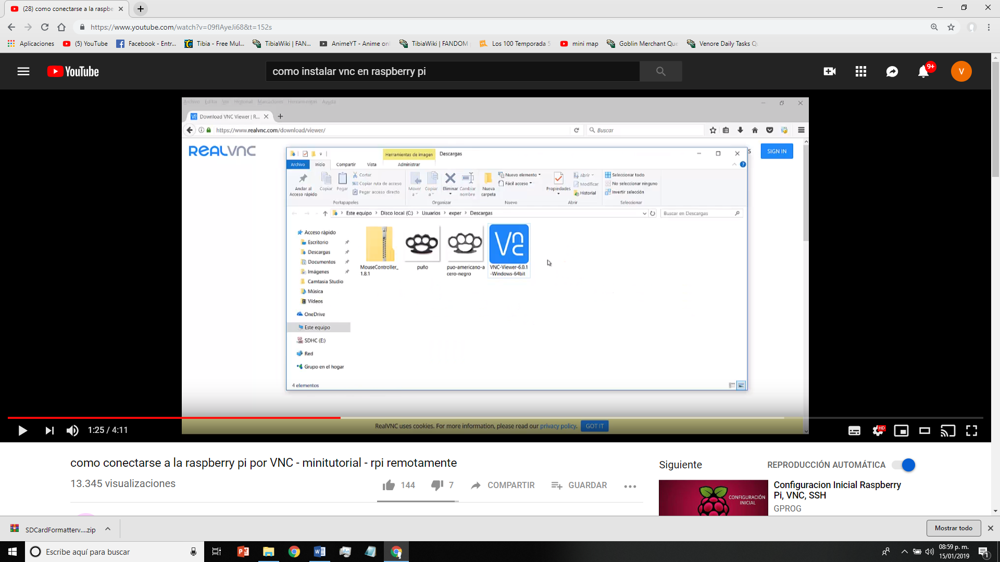 (28) como conectarse a la raspbe
https://www.youtube.com/watch?v=09flAyeJi68&t=152s
Aplicaciones (5) YouTube Facebook - Entr... Tibia - Free Mul... TibiaWiki | FAN... AnimeYT - Anime on TibiaWiki | FANDOM Los 100 Temporada 5 mini map Goblin Merchant Que Venore Daily Tasks Q
YouTube
como instalar vnc en raspberry pi
9+
V
Archivo Editar Ver Historial Marcadores Herramientas Ayuda
Download VNC Viewer | R...
https://www.realvnc.com/download/viewer/
Buscar
REALVNC
S
SIGN IN
Herramientas de imagen
Descargas
Archivo Inicio Compartir Vista Administrar
Anclar al Acceso rápido
Copiar
Pegar
Cortar
Copiar ruta de acceso
Pegar acceso directo
Portapapeles
Mover a
Copiar a
Eliminar
Cambiar nombre
Organizar
Nueva carpeta
Nuevo elemento
Fácil acceso
Nuevo
Propiedades
Abrir
Modificar
Historial
Abrir
Seleccionar todo
No seleccionar ninguno
Invertir selección
Seleccionar
Este equipo > Disco local (C:) > Usuarios > exper > Descargas
Buscar en Descargas
Acceso rápido
Escritorio
Descargas
Documentos
Imágenes
Camtasia Studio
Música
Vídeos
OneDrive
Este equipo
SDHC (E:)
Red
Grupo en el hogar
MouseController_
1.8.1
puño
puo-americano-a
cero-negro
VNC-Viewer-6.0.1
-Windows-64bit
4 elementos
RealVNC uses cookies. For more information, please read our privacy policy. GOT IT
1:25 / 4:11
HD
como conectarse a la raspberry pi por VNC - minitutorial - rpi remotamente
13.345 visualizaciones
144
7
COMPARTIR
GUARDAR
Siguiente
REPRODUCCIÓN AUTOMÁTICA
CONFIGURACIÓN
INICIAL
Configuracion Inicial Raspberry
Pi, VNC, SSH
GPROG
SDCardFormatterv....zip
Mostrar todo
Escribe aquí para buscar
08:59 p. m.
15/01/2019
1